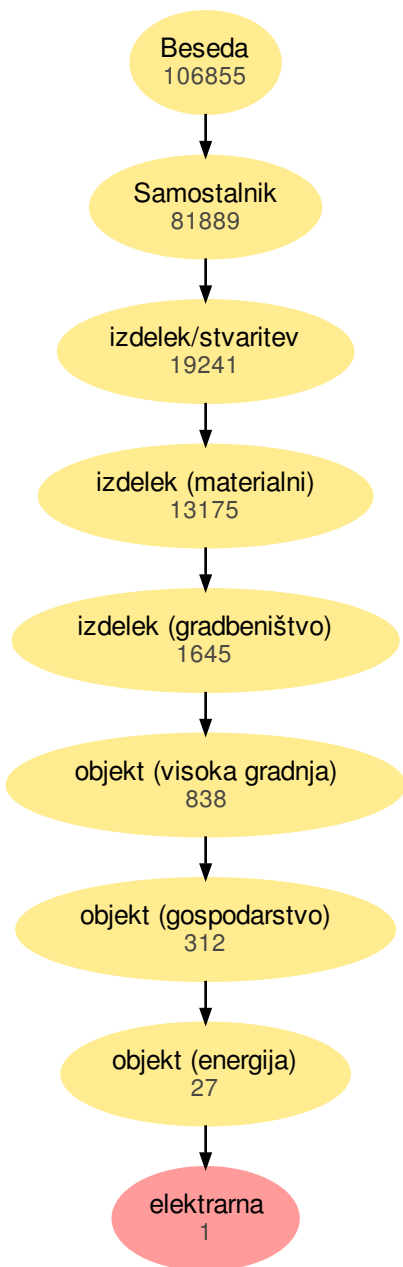 Beseda
106855
Samostalnik
81889
izdelek/stvaritev
19241
izdelek (materialni)
13175
izdelek (gradbeništvo)
1645
objekt (visoka gradnja)
838
objekt (gospodarstvo)
312
objekt (energija)
27
elektrarna
1